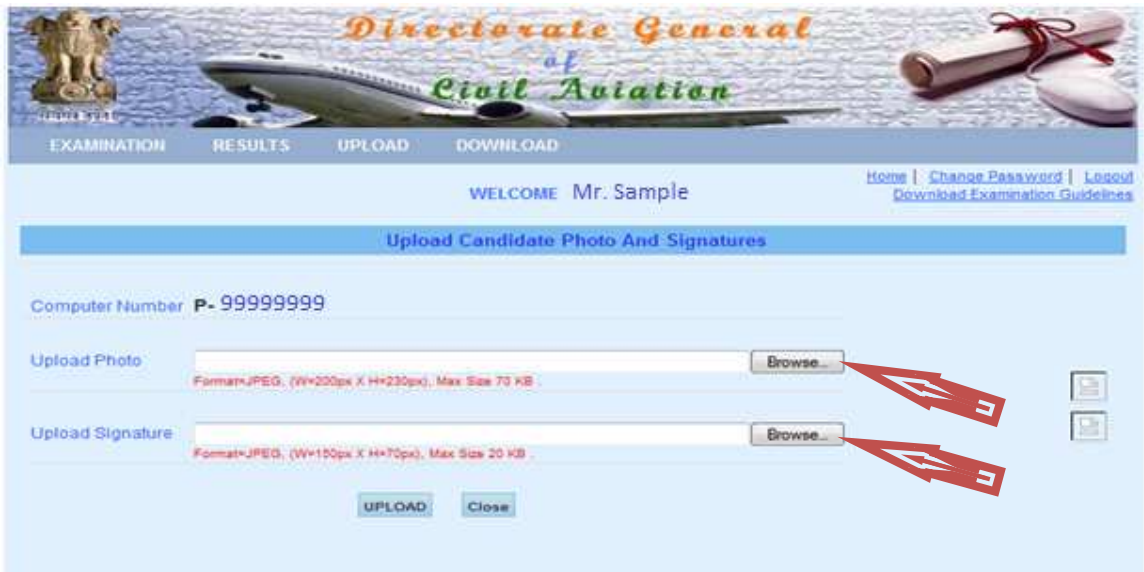 Directorate General
of
Civil Aviation
EXAMINATION RESULTS UPLOAD DOWNLOAD
WELCOME Mr. Sample
Home | Change Password | Logout
Download Examination Guidelines
Upload Candidate Photo And Signatures
Computer Number P- 99999999
Upload Photo Browse...
Format=JPEG, (W=200px X H=230px), Max Size 70 KB .
Upload Signature Browse...
Format=JPEG, (W=150px X H=70px), Max Size 20 KB .
UPLOAD Close